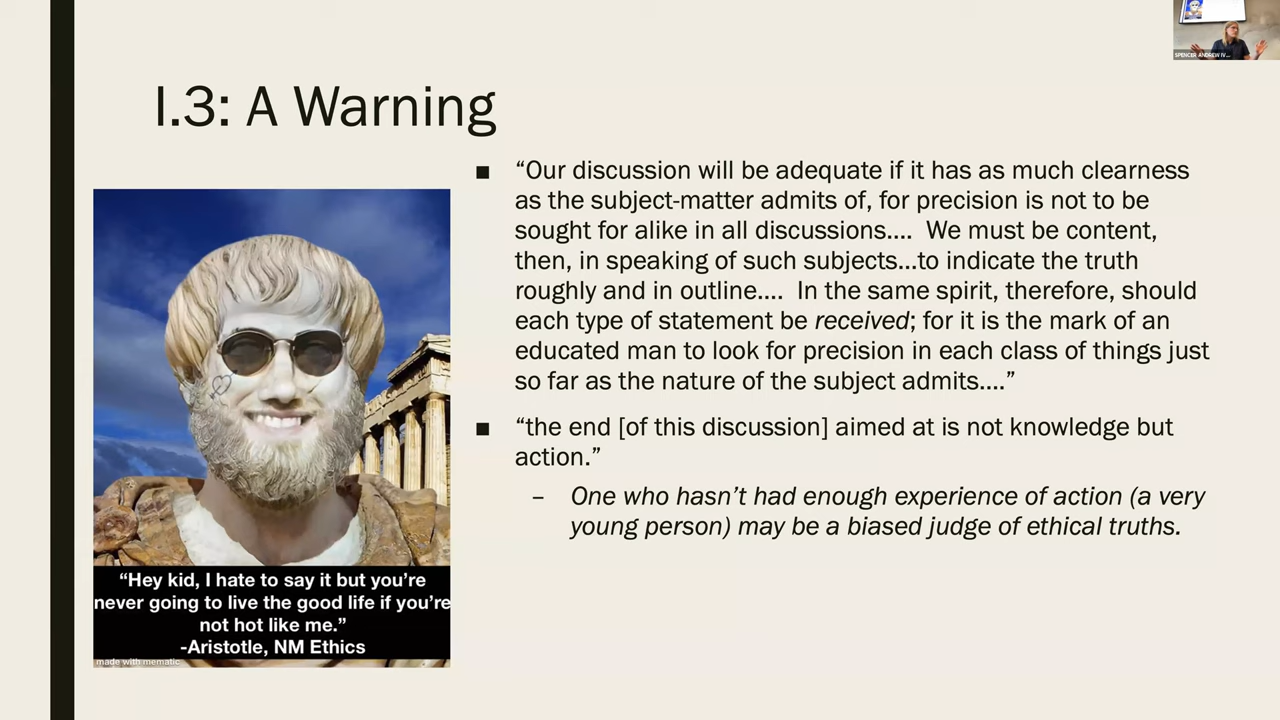 SPENCER ANDREW IV...
I.3: A Warning
■ “Our discussion will be adequate if it has as much clearness
as the subject-matter admits of, for precision is not to be
sought for alike in all discussions.... We must be content,
then, in speaking of such subjects...to indicate the truth
roughly and in outline.... In the same spirit, therefore, should
each type of statement be received; for it is the mark of an
educated man to look for precision in each class of things just
so far as the nature of the subject admits....”
■ “the end [of this discussion] aimed at is not knowledge but
action.”
– One who hasn’t had enough experience of action (a very
young person) may be a biased judge of ethical truths.
“Hey kid, I hate to say it but you’re
never going to live the good life if you’re
not hot like me.”
-Aristotle, NM Ethics
made with mematic